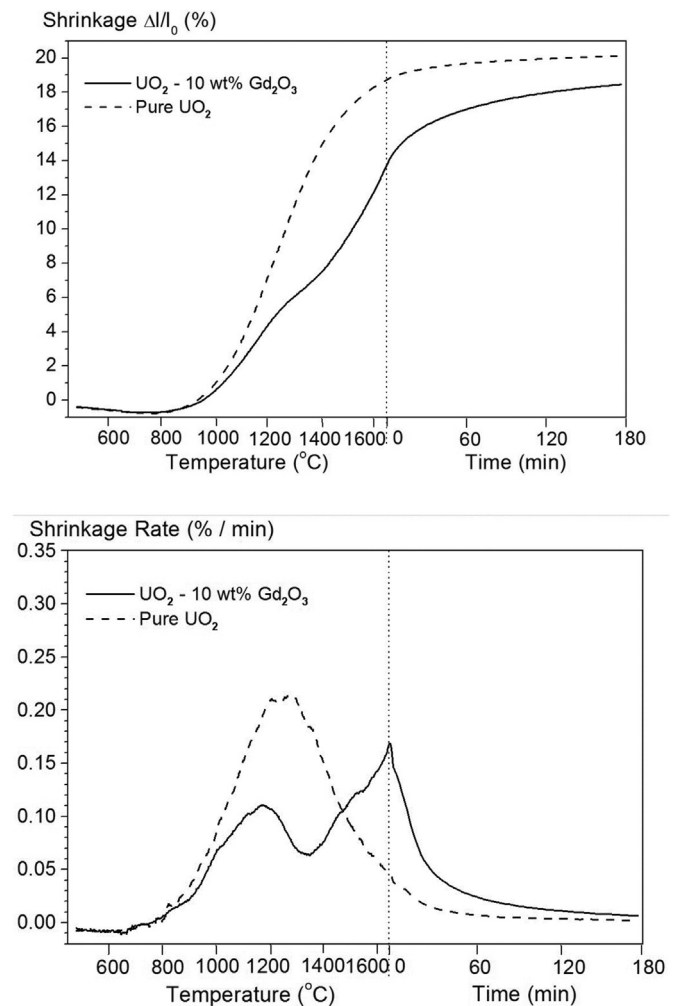 Shrinkage Δl/l₀ (%)
20
18
16
14
12
10
8
6
4
2
0
UO₂ - 10 wt% Gd₂O₃
Pure UO₂
600 800 1000 1200 1400 1600 0 60 120 180
Temperature (°C) Time (min)
Shrinkage Rate (% / min)
0.35
0.30
0.25
0.20
0.15
0.10
0.05
0.00
UO₂ - 10 wt% Gd₂O₃
Pure UO₂
600 800 1000 1200 1400 1600 0 60 120 180
Temperature (°C) Time (min)